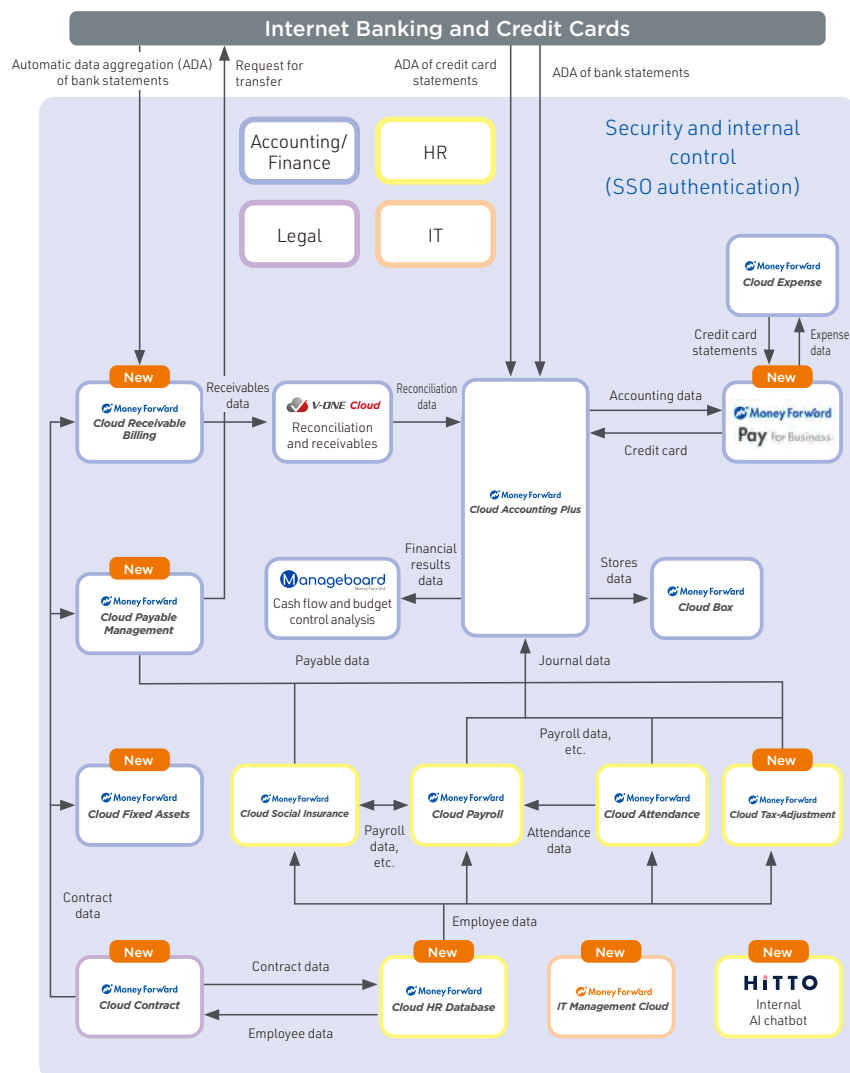 Internet Banking and Credit Cards
Automatic data aggregation (ADA)
of bank statements
Request for
transfer
ADA of credit card
statements
ADA of bank statements
Accounting/
Finance
HR
Legal
IT
Security and internal
control
(SSO authentication)
Money Forward
Cloud Expense
Credit card
statements
Expense
data
New
Money Forward
Cloud Receivable
Billing
Receivables
data
V-ONE Cloud
Reconciliation
and receivables
Reconciliation
data
Money Forward
Cloud Accounting Plus
Accounting data
Credit card
New
Money Forward
Pay for Business
New
Money Forward
Cloud Payable
Management
Manageboard
Money Forward
Cash flow and budget
control analysis
Financial
results
data
Stores
data
Money Forward
Cloud Box
Payable data
Journal data
Payroll data,
etc.
New
Money Forward
Cloud Fixed Assets
Money Forward
Cloud Social Insurance
Payroll
data,
etc.
Money Forward
Cloud Payroll
Attendance
data
Money Forward
Cloud Attendance
New
Money Forward
Cloud Tax-Adjustment
Contract
data
Employee data
New
Money Forward
Cloud Contract
Contract data
Employee data
New
Money Forward
Cloud HR Database
New
Money Forward
IT Management Cloud
New
HiTTO
Internal
AI chatbot